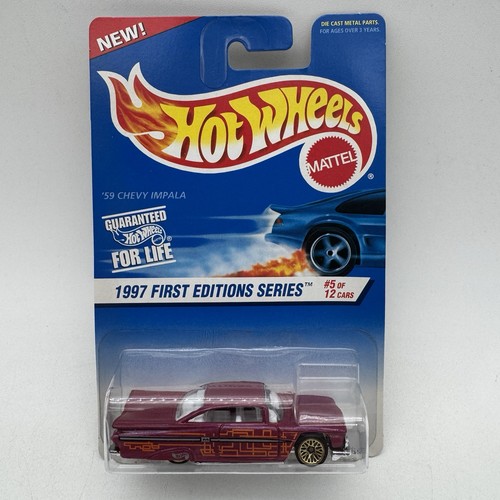 NEW!
DIE CAST METAL PARTS
FOR AGES OVER 3 YEARS
Hot Wheels
MATTEL
®
'59 CHEVY IMPALA
GUARANTEED
Hot Wheels
FOR LIFE
1997 FIRST EDITIONS SERIES™
#5 OF
12 CARS